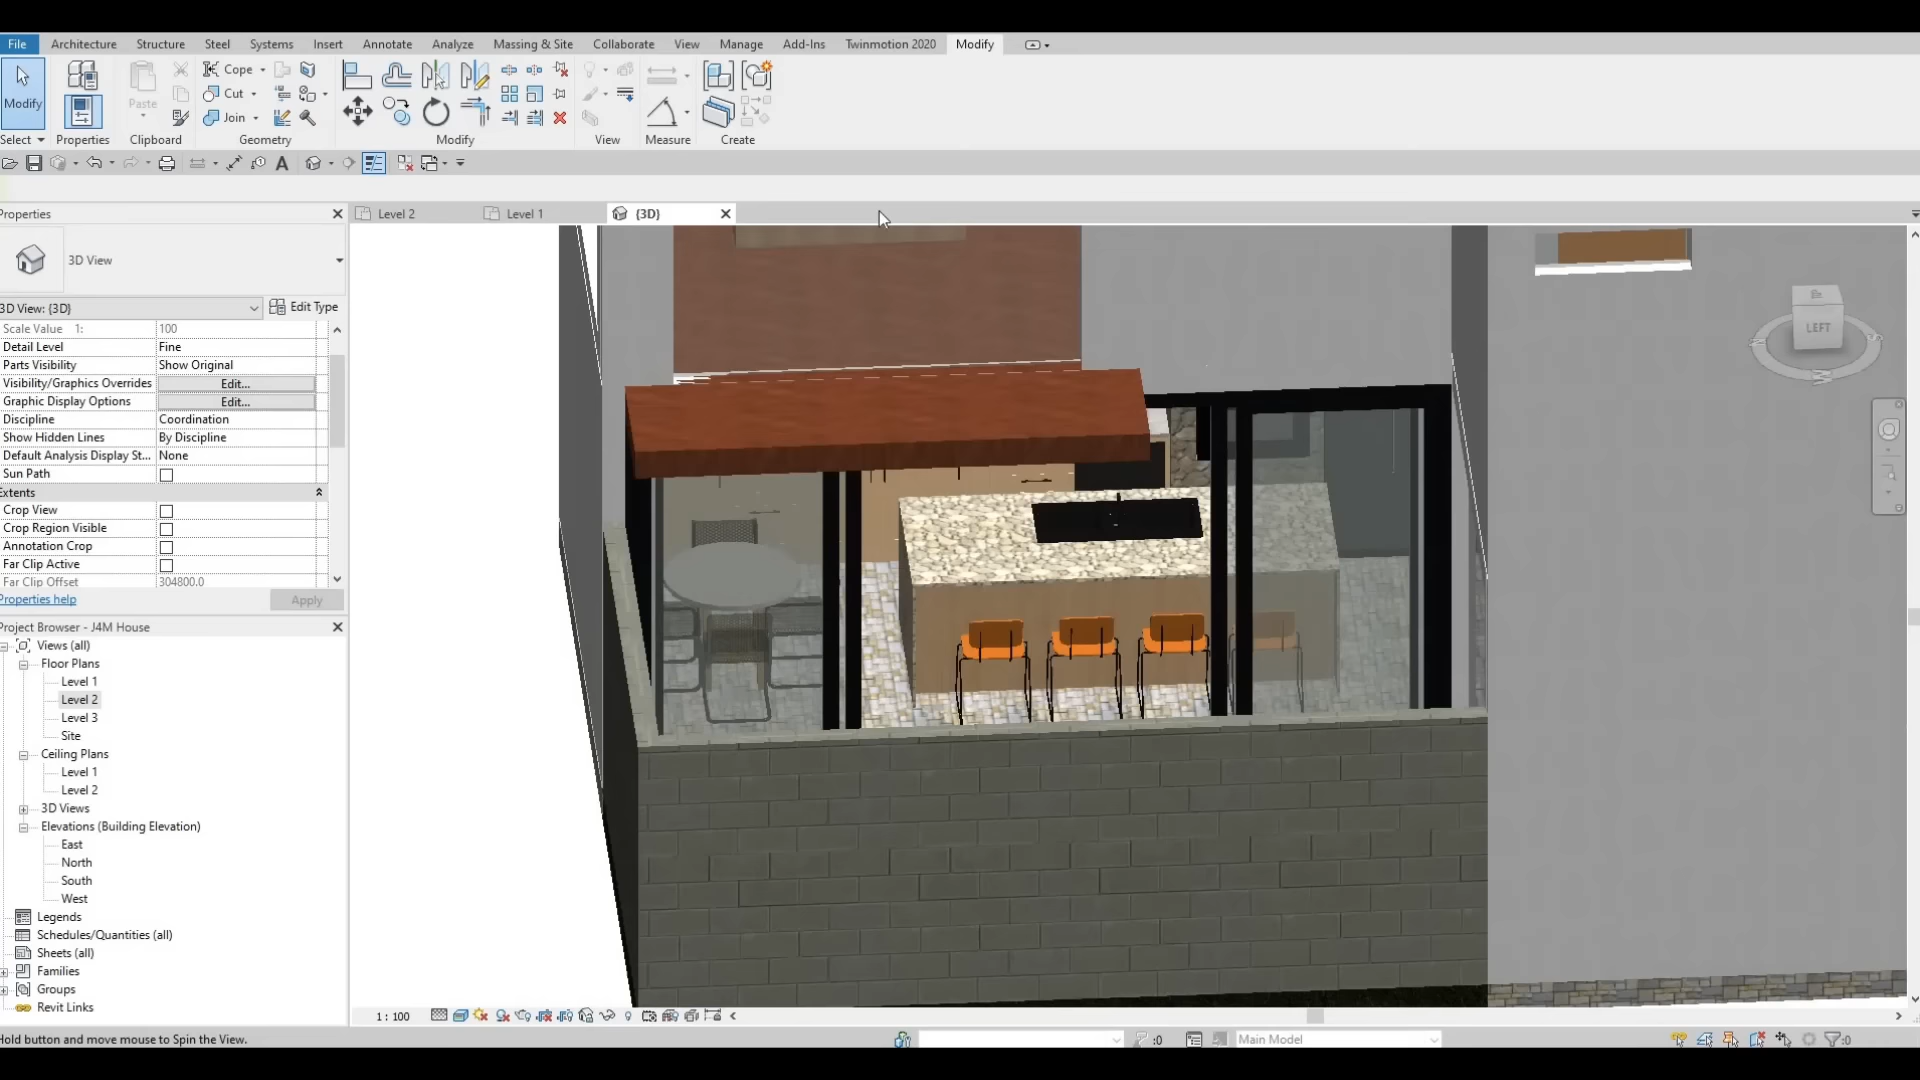 File Architecture Structure Steel Systems Insert Annotate Analyze Massing & Site Collaborate View Manage Add-Ins Twinmotion 2020 Modify
Modify
Paste
Cope
Cut
Join
Select Properties Clipboard Geometry Modify View Measure Create
Properties
Level 2
Level 1
{3D}
3D View
3D View: {3D}
Edit Type
Scale Value 1: 100
Detail Level Fine
Parts Visibility Show Original
Visibility/Graphics Overrides Edit...
Graphic Display Options Edit...
Discipline Coordination
Show Hidden Lines By Discipline
Default Analysis Display St... None
Sun Path
Extents
Crop View
Crop Region Visible
Annotation Crop
Far Clip Active
Far Clip Offset 304800.0
Properties help
Apply
LEFT
Project Browser - J4M House
Views (all)
Floor Plans
Level 1
Level 2
Level 3
Site
Ceiling Plans
Level 1
Level 2
3D Views
Elevations (Building Elevation)
East
North
South
West
Legends
Schedules/Quantities (all)
Sheets (all)
Families
Groups
Revit Links
1 : 100
Hold button and move mouse to Spin the View.
:0
Main Model
:0